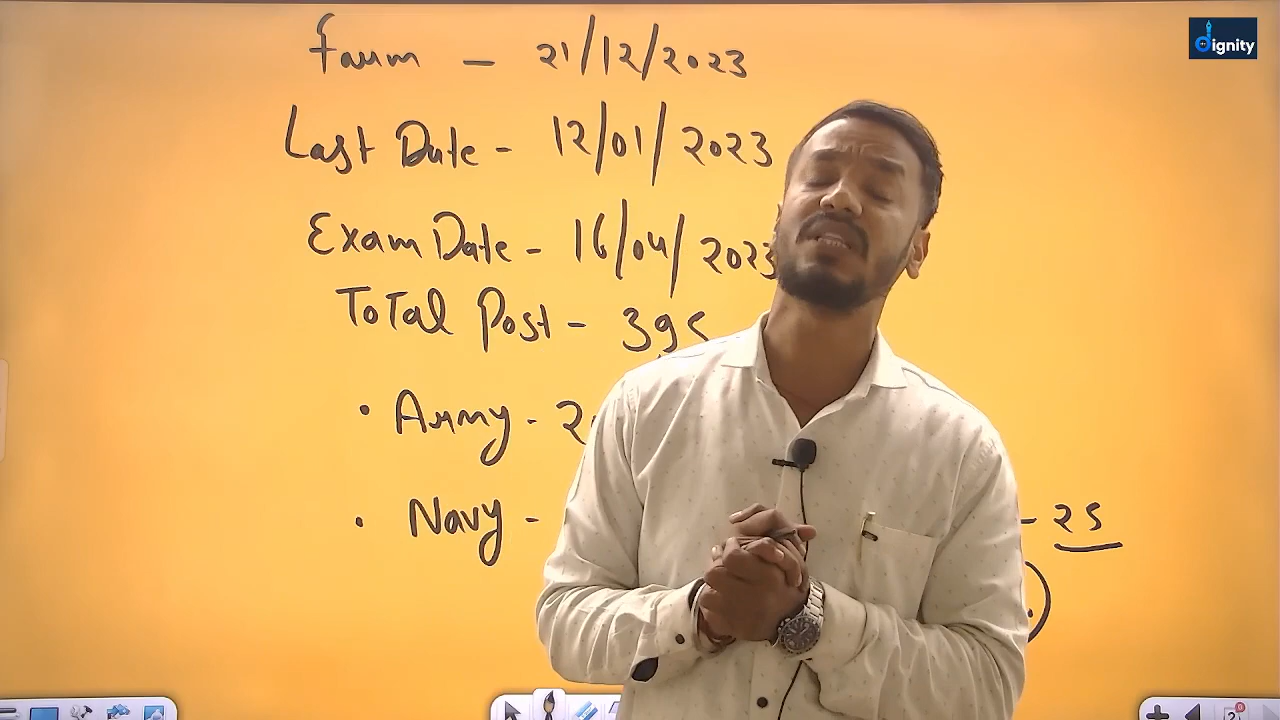 dignity
Form - 21/12/2023
Last Date - 12/01/2023
Exam Date - 16/04/2023
Total Post - 395
• Army - 2
• Navy -
- 25